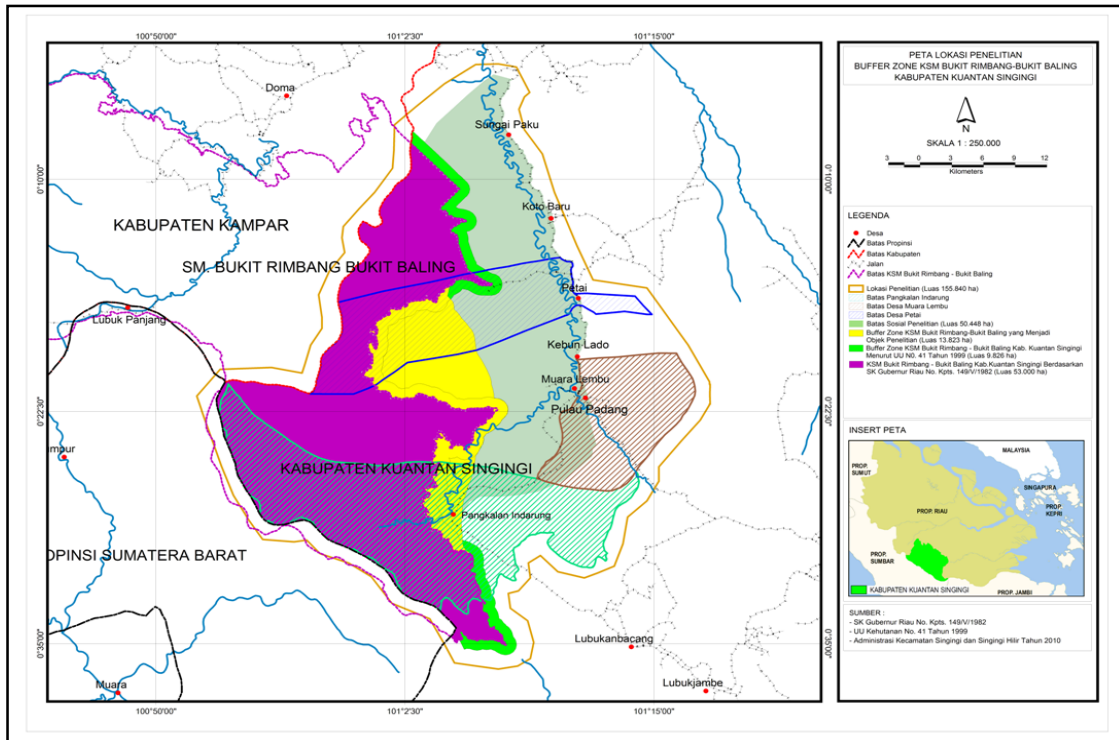 100°50'00"
101°2'30"
101°15'00"
Doma
Sungai Paku
0°10'00"
0°10'00"
Koto Baru
KABUPATEN KAMPAR
SM. BUKIT RIMBANG BUKIT BALING
Petai
Lubuk Panjang
Kebun Lado
Muara Lembu
Pulau Padang
0°22'30"
0°22'30"
mour
KABUPATEN KUANTAN SINGINGI
Pangkalan Indarung
OPINSI SUMATERA BARAT
0°35'00"
0°35'00"
Lubukanbacang
Muara
Lubukjambe
100°50'00"
101°2'30"
101°15'00"
PETA LOKASI PENELITIAN
BUFFER ZONE KSM BUKIT RIMBANG-BUKIT BALING
KABUPATEN KUANTAN SINGINGI
N
SKALA 1 : 250.000
3 0 3 6 9 12
Kilometers
LEGENDA
Desa
Batas Propinsi
Batas Kabupaten
Jalan
Batas KSM Bukit Rimbang - Bukit Baling
Lokasi Penelitian (Luas 155.840 ha)
Batas Pangkalan Indarung
Batas Desa Muara Lembu
Batas Desa Petai
Batas Sosial Penelitian (Luas 50.448 ha)
Buffer Zone KSM Bukit Rimbang-Bukit Baling yang Menjadi
Objek Penelitian (Luas 13.823 ha)
Buffer Zone KSM Bukit Rimbang - Bukit Baling Kab. Kuantan Singingi
Menurut UU N0. 41 Tahun 1999 (Luas 9.826 ha)
KSM Bukit Rimbang - Bukit Baling Kab.Kuantan Singingi Berdasarkan
SK Gubernur Riau No. Kpts. 149/V/1982 (Luas 53.000 ha)
INSERT PETA
MALAYSIA
PROP.
SUMUT
SINGAPURA
PROP.
KEPRI
PROP. RIAU
PROP.
SUMBAR
KABUPATEN KUANTAN SINGINGI
PROP. JAMBI
SUMBER :
- SK Gubernur Riau No. Kpts. 149/V/1982
- UU Kehutanan No. 41 Tahun 1999
- Administrasi Kecamatan Singingi dan Singingi Hilir Tahun 2010